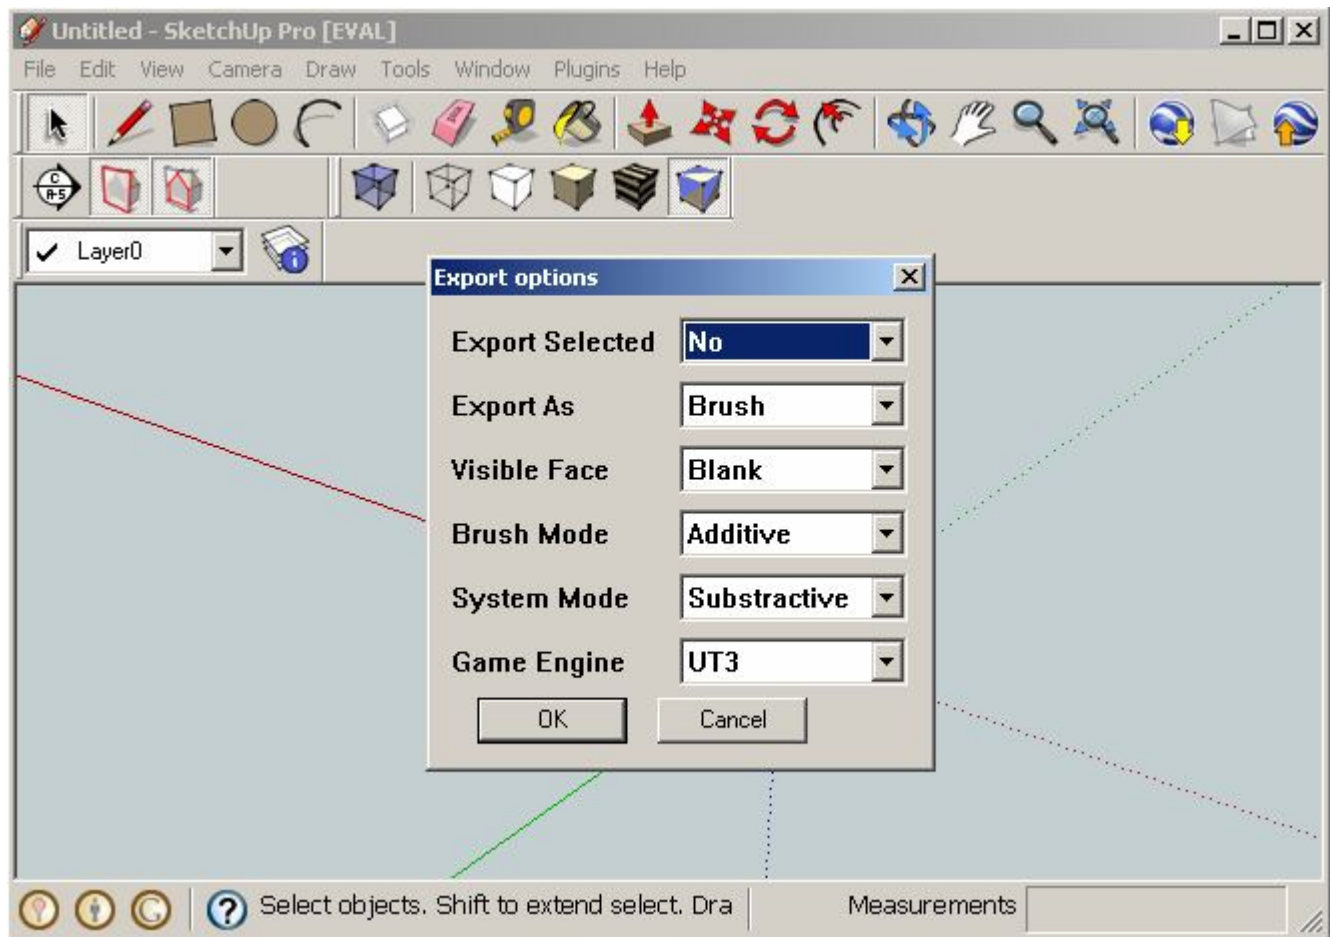 Untitled - SketchUp Pro [EVAL]
File Edit View Camera Draw Tools Window Plugins Help
C
A-5
Layer0
Export options
Export Selected No
Export As Brush
Visible Face Blank
Brush Mode Additive
System Mode Substractive
Game Engine UT3
OK Cancel
Select objects. Shift to extend select. Dra Measurements